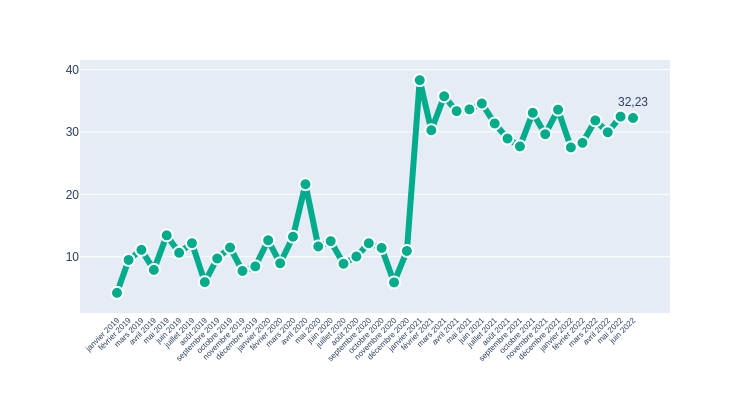 40
30
20
10
32,23
janvier 2019
février 2019
mars 2019
avril 2019
mai 2019
juin 2019
juillet 2019
août 2019
septembre 2019
octobre 2019
novembre 2019
décembre 2019
janvier 2020
février 2020
mars 2020
avril 2020
mai 2020
juin 2020
juillet 2020
août 2020
septembre 2020
octobre 2020
novembre 2020
décembre 2020
janvier 2021
février 2021
mars 2021
avril 2021
mai 2021
juin 2021
juillet 2021
août 2021
septembre 2021
octobre 2021
novembre 2021
décembre 2021
janvier 2022
février 2022
mars 2022
avril 2022
mai 2022
juin 2022